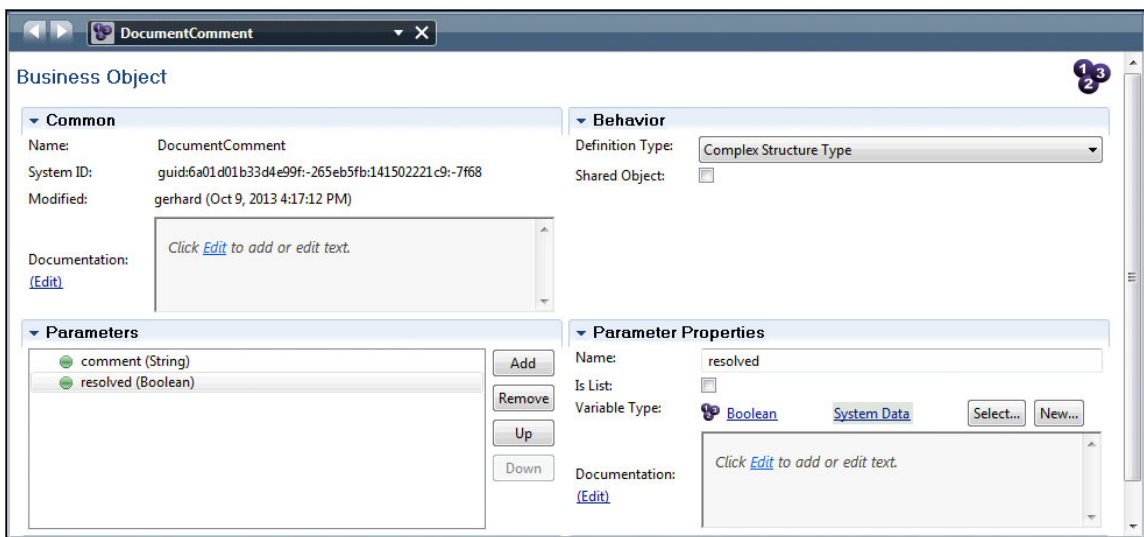 DocumentComment
Business Object
1 3
2
Common
Name: DocumentComment
System ID: guid:6a01d01b33d4e99f:-265eb5fb:141502221c9:-7f68
Modified: gerhard (Oct 9, 2013 4:17:12 PM)
Documentation:
(Edit)
Click Edit to add or edit text.
Behavior
Definition Type: Complex Structure Type
Shared Object:
Parameters
comment (String)
resolved (Boolean)
Add
Remove
Up
Down
Parameter Properties
Name: resolved
Is List:
Variable Type: Boolean System Data Select... New...
Documentation:
(Edit)
Click Edit to add or edit text.